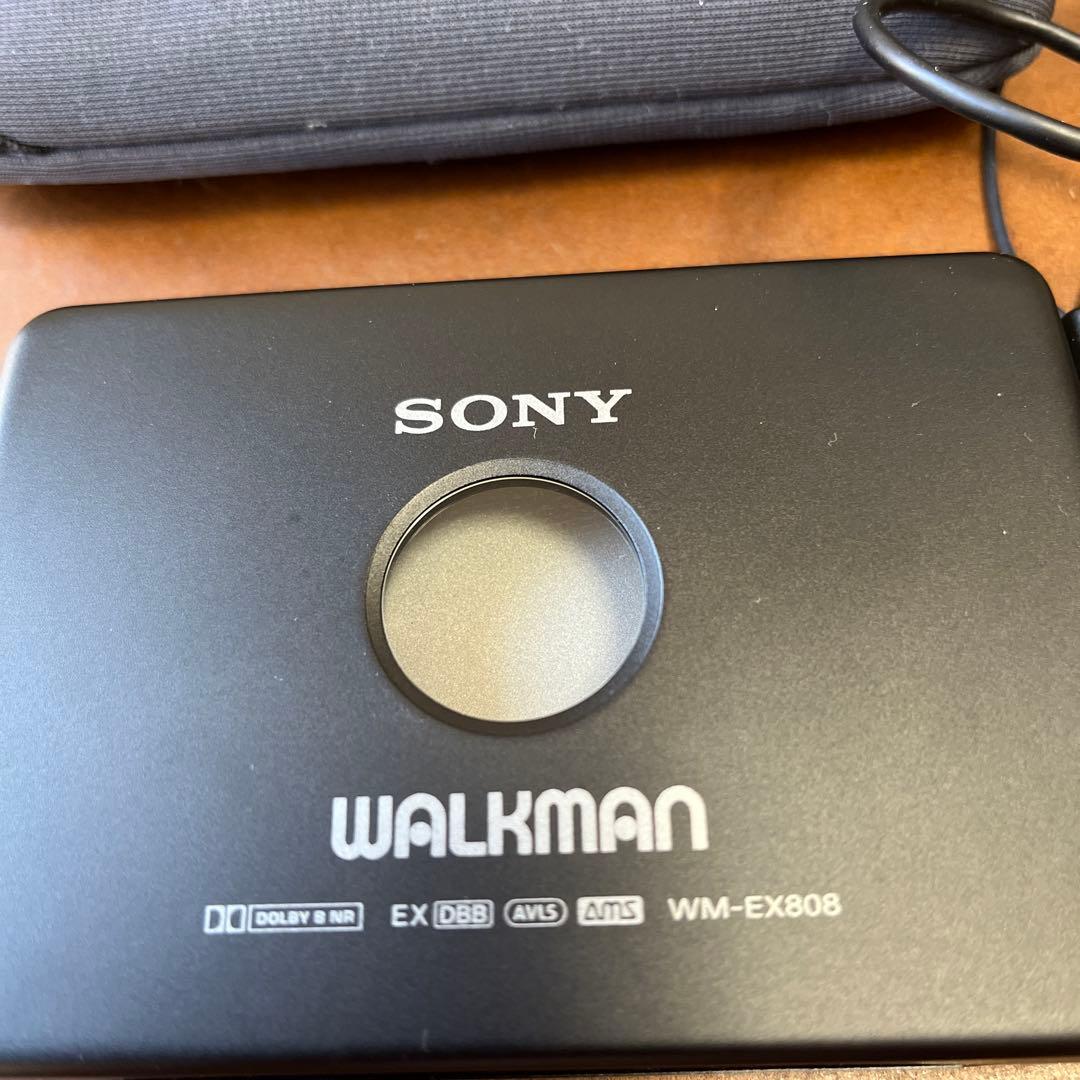 SONY
WALKMAN
DOLBY B NR EX DBB AVLS AMS WM-EX808